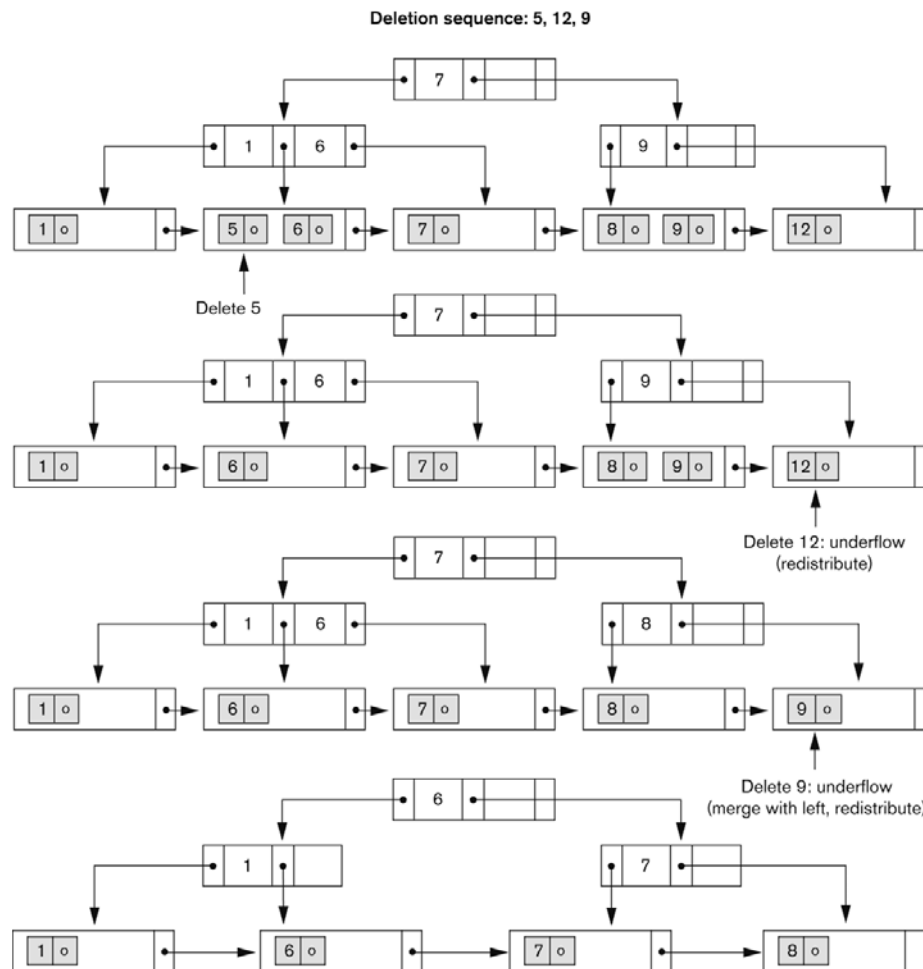 Deletion sequence: 5, 12, 9
7
1 6 9
1 o 5 o 6 o 7 o 8 o 9 o 12 o
Delete 5
7
1 6 9
1 o 6 o 7 o 8 o 9 o 12 o
Delete 12: underflow
(redistribute)
7
1 6 8
1 o 6 o 7 o 8 o 9 o
Delete 9: underflow
(merge with left, redistribute)
6
1 7
1 o 6 o 7 o 8 o